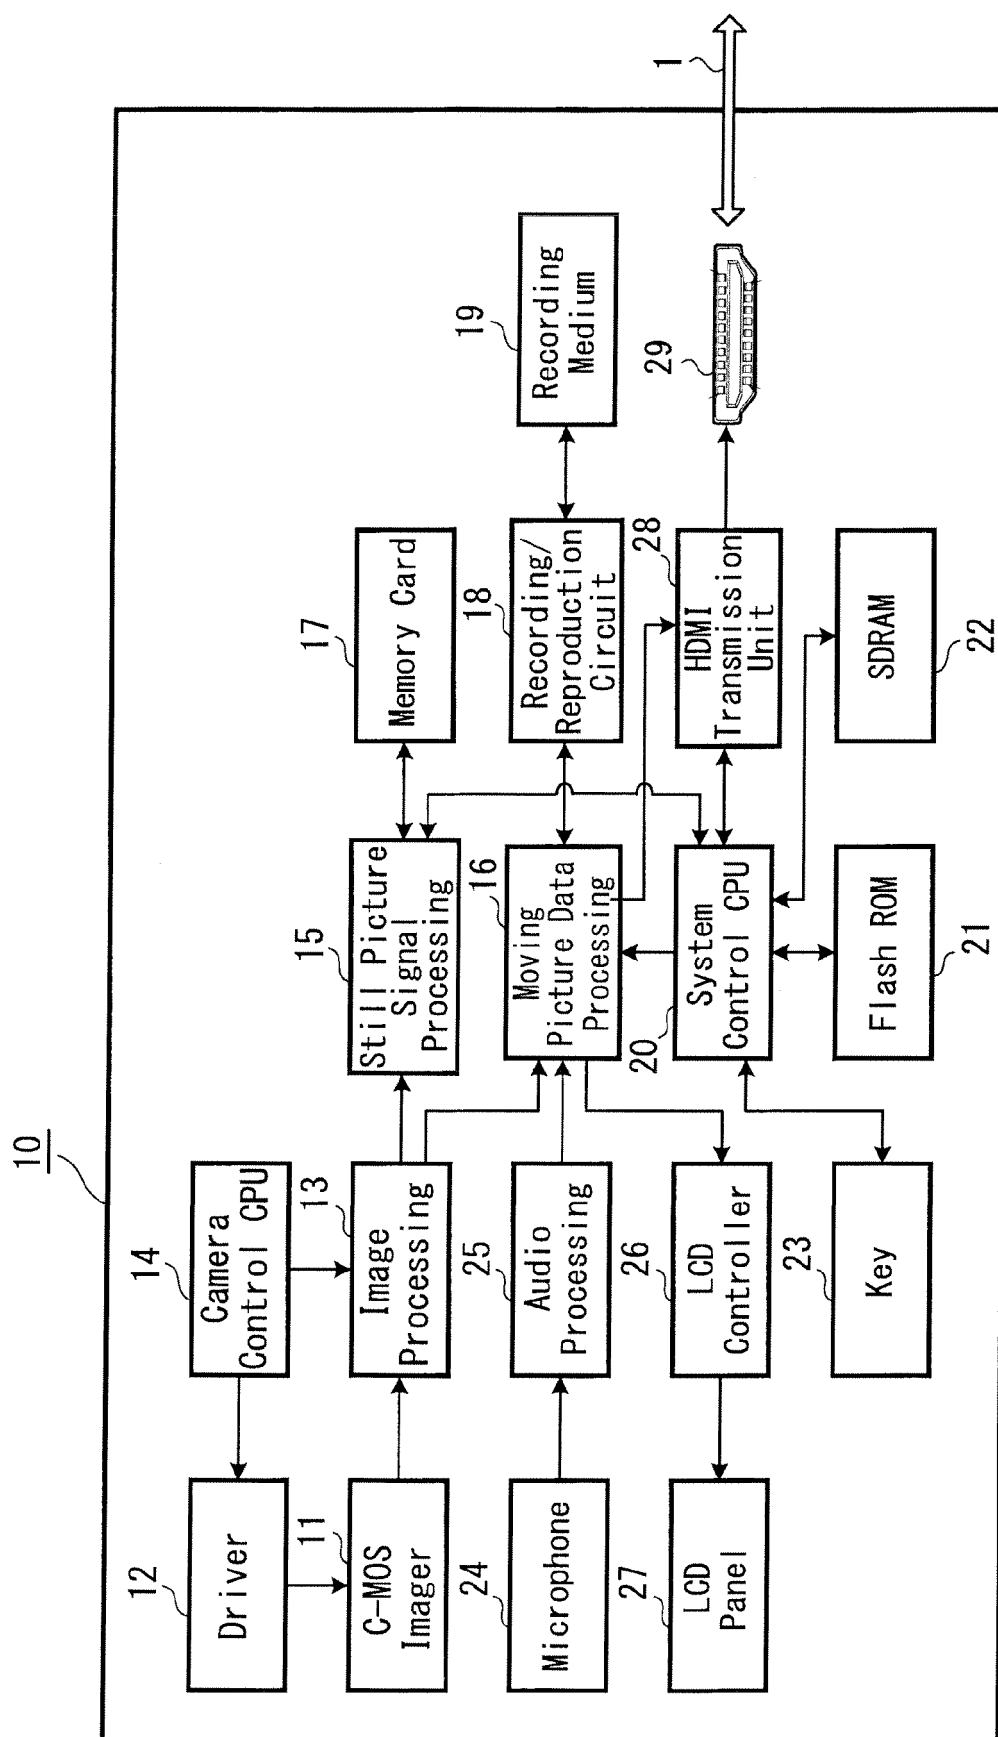 10
14
Camera
Control CPU
12
Driver
11
C-MOS
Imager
13
Image
Processing
15
Still Picture
Signal
Processing
17
Memory Card
24
Microphone
25
Audio
Processing
16
Moving
Picture Data
Processing
18
Recording/
Reproduction
Circuit
19
Recording
Medium
27
LCD
Panel
26
LCD
Controller
20
System
Control CPU
28
HDMI
Transmission
Unit
29
1
23
Key
21
Flash ROM
22
SDRAM